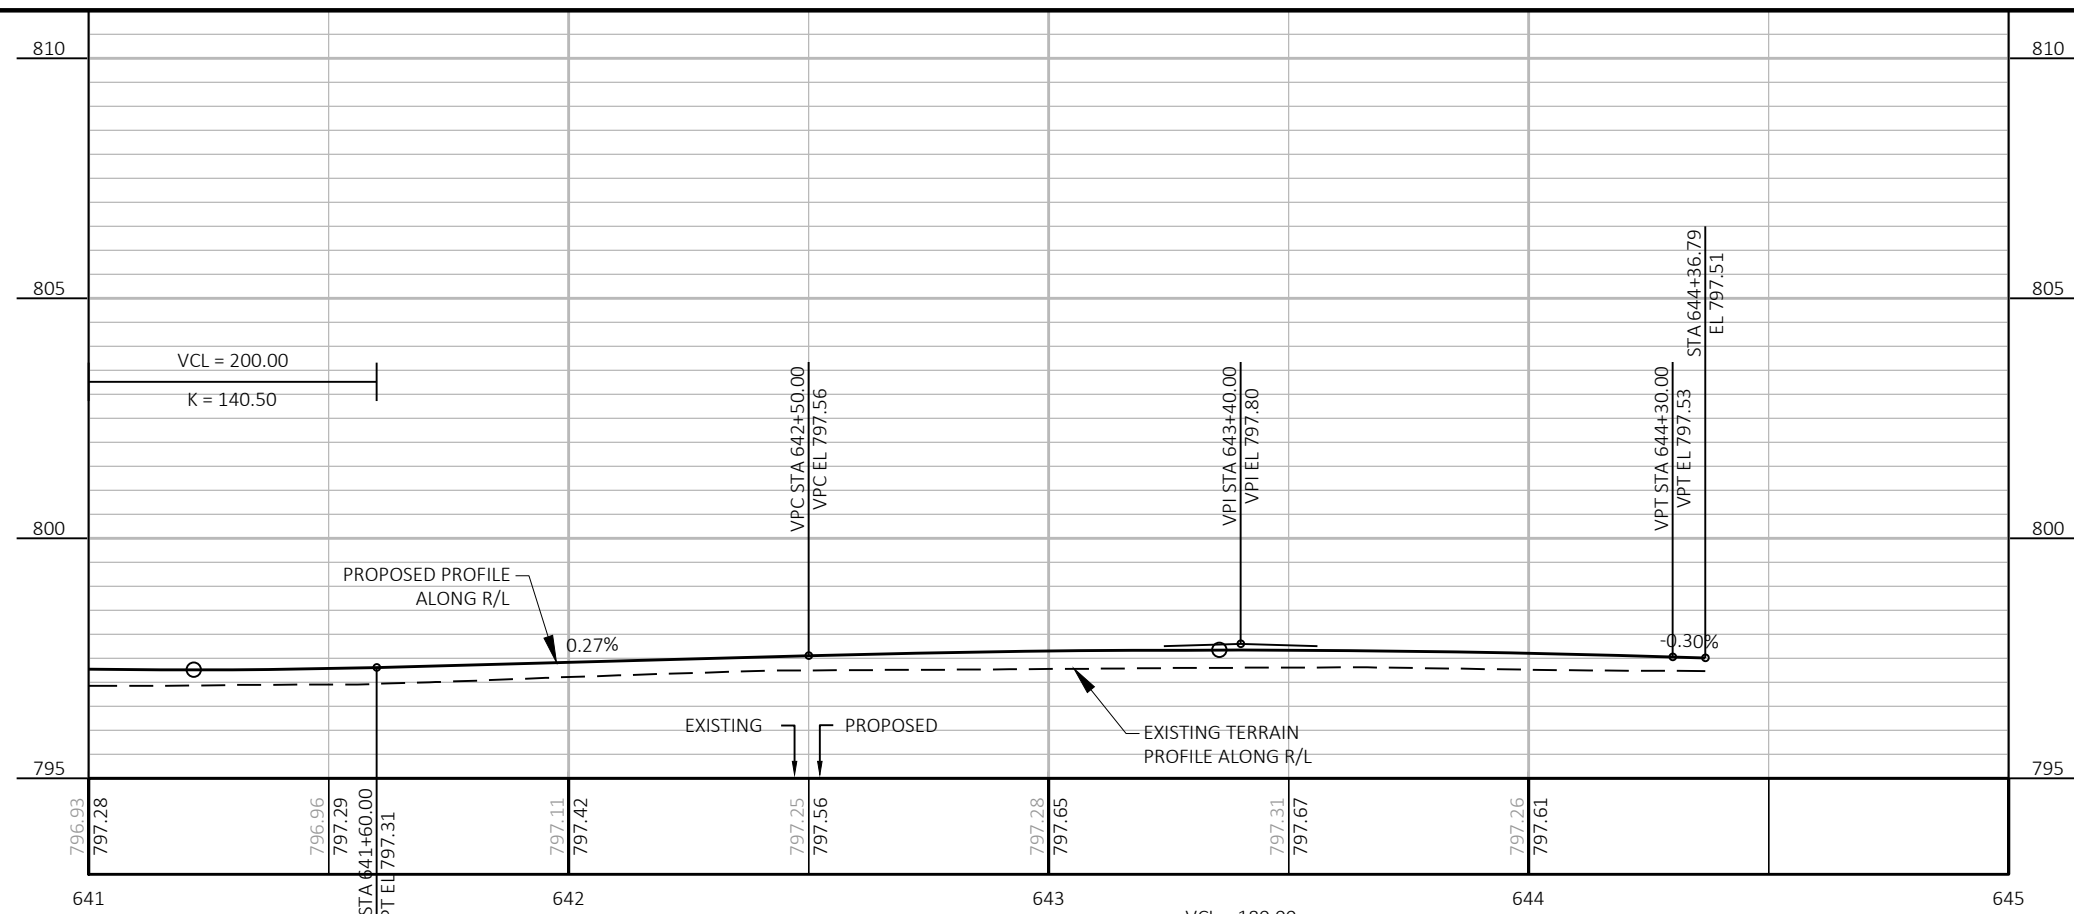 810
810
805
805
800
800
795
795
VCL = 200.00
K = 140.50
VPC STA 642+50.00
VPC EL 797.56
VPI STA 643+40.00
VPI EL 797.80
VPT STA 644+30.00
VPT EL 797.53
STA 644+36.79
EL 797.51
PROPOSED PROFILE
ALONG R/L
0.27%
-0.30%
EXISTING
PROPOSED
EXISTING TERRAIN
PROFILE ALONG R/L
796.93
797.28
796.96
797.29
STA 641+60.00
PT EL 797.31
797.11
797.42
797.25
797.56
797.28
797.65
797.31
797.67
797.26
797.61
641
642
643
644
645